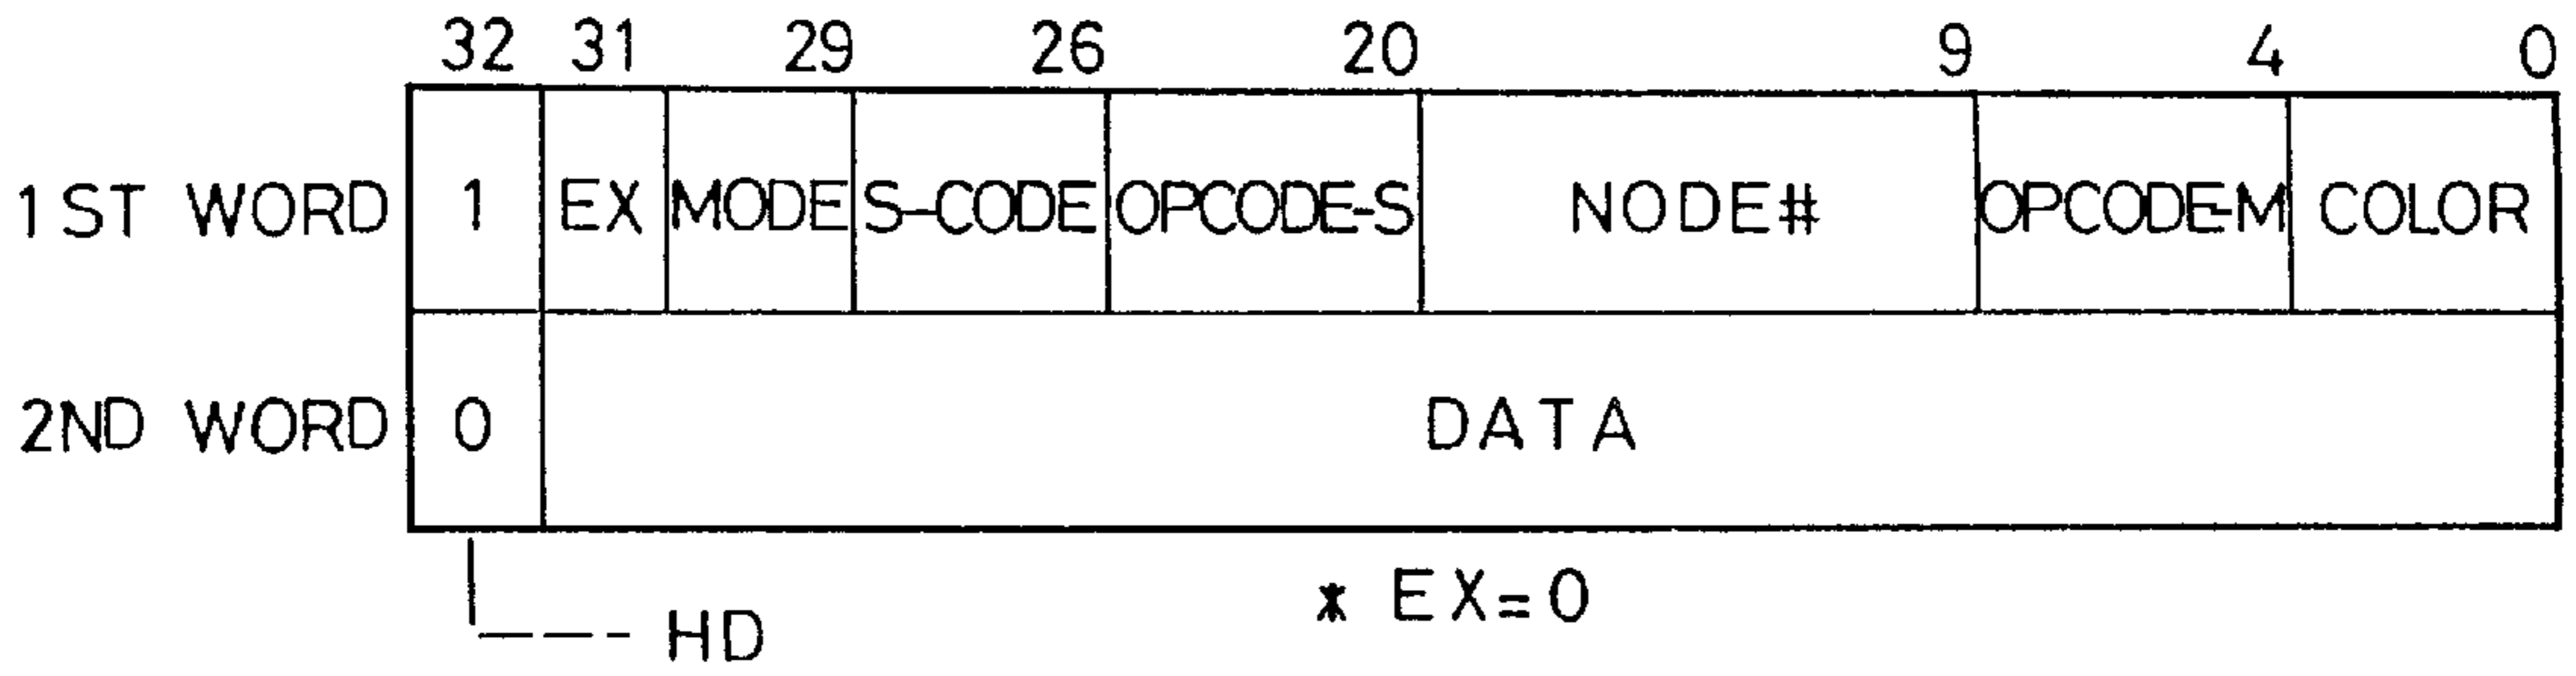 32 31 29 26 20 9 4 0
1ST WORD 1 EX MODE S-CODE OPCODE-S NODE# OPCODE-M COLOR
2ND WORD 0 DATA
* EX=0
HD